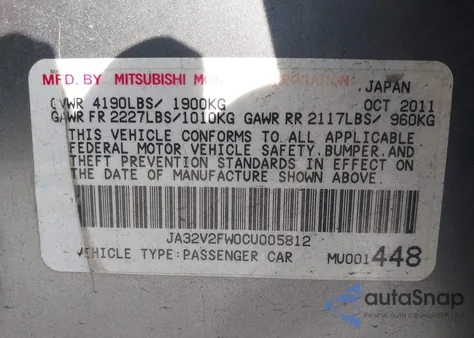 MFD. BY MITSUBISHI MOTORS CORPORATION, JAPAN
GVWR 4190LBS/ 1900KG OCT 2011
GAWR FR 2227LBS/1010KG GAWR RR 2117LBS/ 960KG
THIS VEHICLE CONFORMS TO ALL APPLICABLE
FEDERAL MOTOR VEHICLE SAFETY, BUMPER, AND
THEFT PREVENTION STANDARDS IN EFFECT ON
THE DATE OF MANUFACTURE SHOWN ABOVE.
JA32V2FW0CU005812
VEHICLE TYPE:PASSENGER CAR MU001448
autoSnap